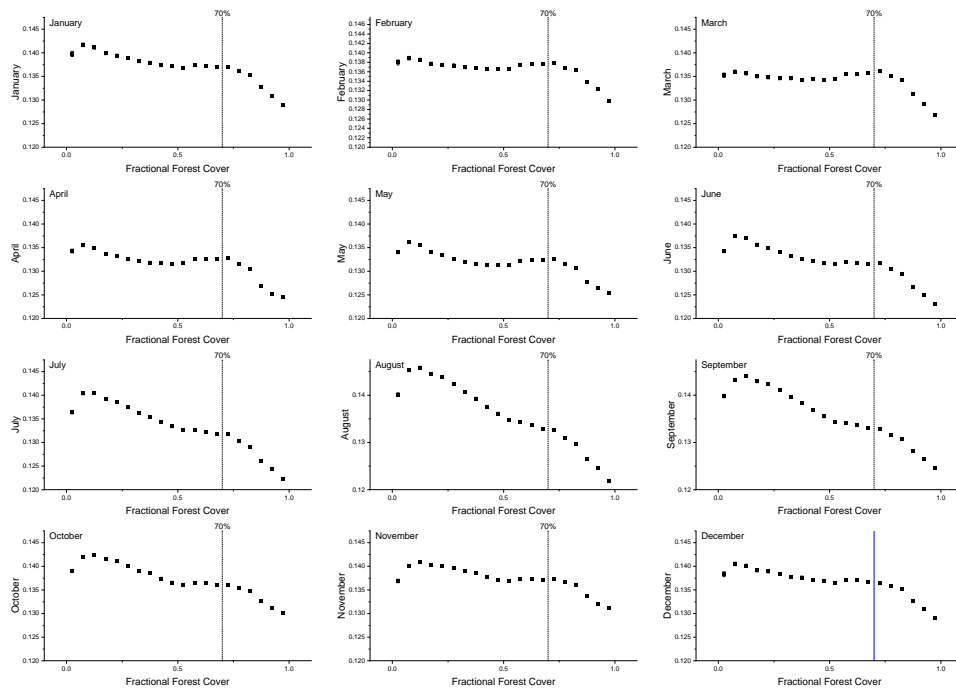 70% 70% 70%
January February March
0.145 0.146 0.145
0.144
0.142
0.140 0.140 0.140
0.138
0.136
0.135 0.134 0.135
0.132
0.130 0.130 0.130
0.128
0.126
0.125 0.124 0.125
0.122
0.120 0.120 0.120
January February March
0.0 0.5 1.0 0.0 0.5 1.0 0.0 0.5 1.0
Fractional Forest Cover Fractional Forest Cover Fractional Forest Cover
70% 70% 70%
April May June
0.145 0.145 0.145
0.140 0.140 0.140
0.135 0.135 0.135
0.130 0.130 0.130
0.125 0.125 0.125
0.120 0.120 0.120
April May June
0.0 0.5 1.0 0.0 0.5 1.0 0.0 0.5 1.0
Fractional Forest Cover Fractional Forest Cover Fractional Forest Cover
70% 70% 70%
July August September
0.145
0.140 0.14 0.14
0.135
0.130 0.13 0.13
0.125
0.120 0.12 0.12
July August September
0.0 0.5 1.0 0.0 0.5 1.0 0.0 0.5 1.0
Fractional Forest Cover Fractional Forest Cover Fractional Forest Cover
70% 70%
October November December
0.145 0.145 0.145
0.140 0.140 0.140
0.135 0.135 0.135
0.130 0.130 0.130
0.125 0.125 0.125
0.120 0.120 0.120
October November December
0.0 0.5 1.0 0.0 0.5 1.0 0.0 0.5 1.0
Fractional Forest Cover Fractional Forest Cover Fractional Forest Cover